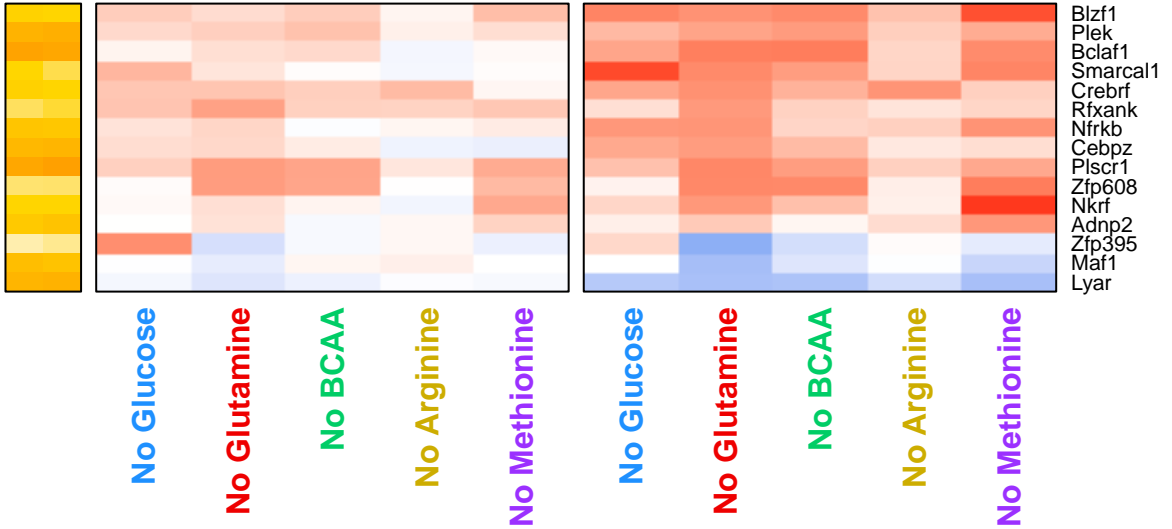 Blzf1
Plek
Bclaf1
Smarcal1
Crebrf
Rfxank
Nfrkb
Cebpz
Plscr1
Zfp608
Nkrf
Adnp2
Zfp395
Maf1
Lyar
No Glucose
No Glutamine
No BCAA
No Arginine
No Methionine
No Glucose
No Glutamine
No BCAA
No Arginine
No Methionine